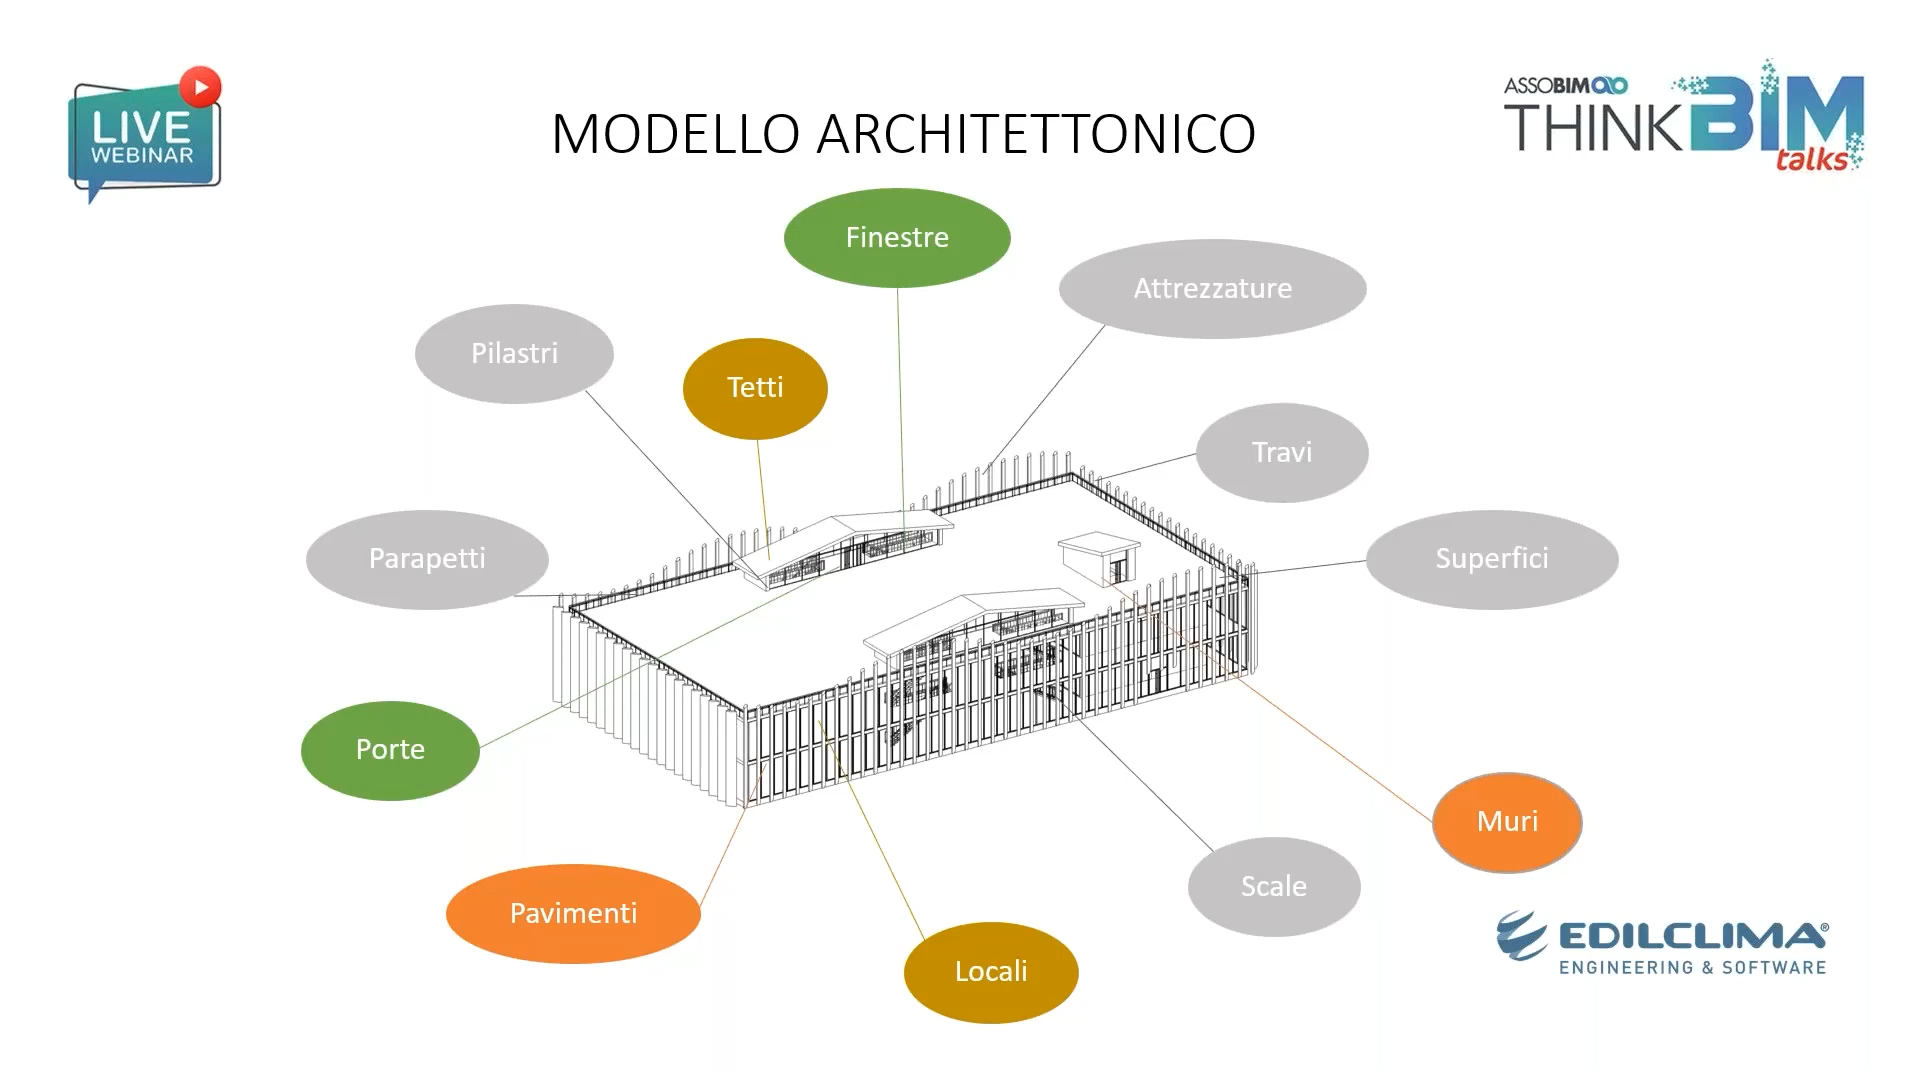 LIVE
WEBINAR
MODELLO ARCHITETTONICO
ASSOBIM
THINKBIM
talks
Finestre
Attrezzature
Pilastri
Tetti
Travi
Parapetti
Superfici
Porte
Muri
Scale
Pavimenti
Locali
EDILCLIMA®
ENGINEERING & SOFTWARE